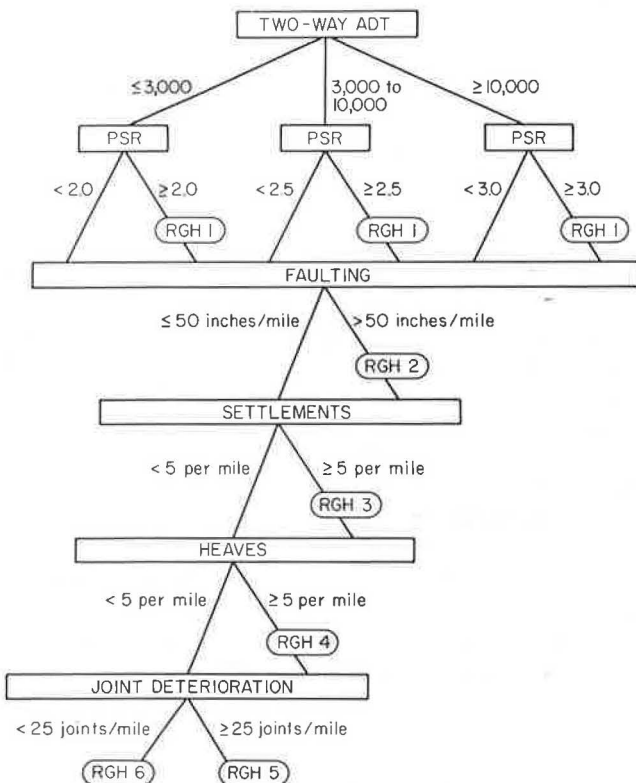 TWO-WAY ADT
≤3,000
3,000 to
10,000
≥10,000
PSR
PSR
PSR
< 2.0
≥2.0
< 2.5
≥2.5
< 3.0
≥3.0
RGH 1
RGH 1
RGH 1
FAULTING
≤ 50 inches/mile
>50 inches/mile
RGH 2
SETTLEMENTS
< 5 per mile
≥ 5 per mile
RGH 3
HEAVES
< 5 per mile
≥ 5 per mile
RGH 4
JOINT DETERIORATION
< 25 joints/mile
≥25 joints/mile
RGH 6
RGH 5